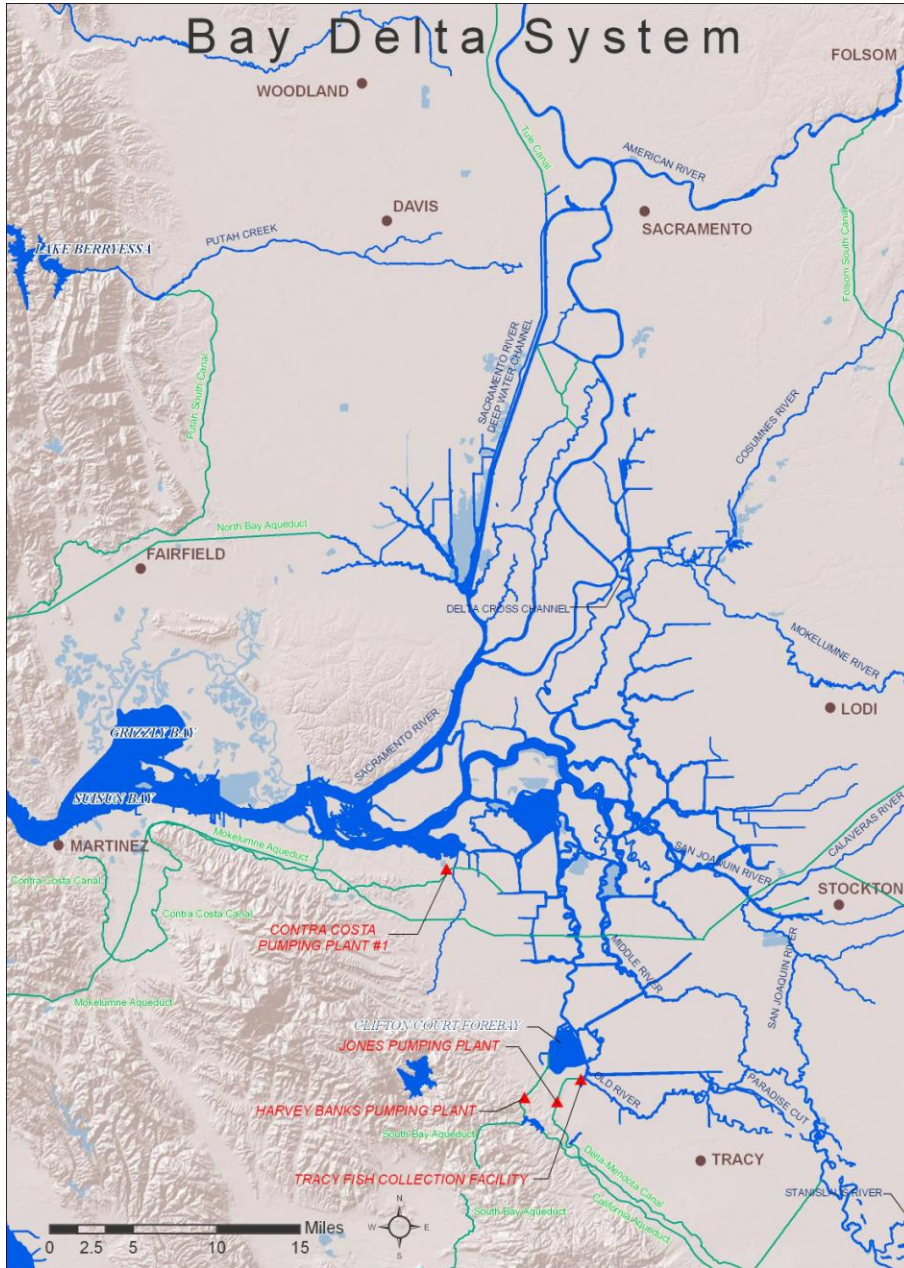 Bay Delta System
FOLSOM
WOODLAND
Tule Canal
AMERICAN RIVER
DAVIS
SACRAMENTO
PUTAH CREEK
LAKE BERRYESSA
Folsom South Canal
Putah South Canal
SACRAMENTO RIVER
DEEP WATER CHANNEL
COSUMNES RIVER
North Bay Aqueduct
FAIRFIELD
DELTA CROSS CHANNEL
MOKELUMNE RIVER
LODI
GRIZZLY BAY
SACRAMENTO RIVER
SUISUN BAY
MARTINEZ
Mokelumne Aqueduct
CALAVERAS RIVER
SAN JOAQUIN RIVER
Contra Costa Canal
STOCKTON
Contra Costa Canal
CONTRA COSTA
PUMPING PLANT #1
MIDDLE RIVER
SAN JOAQUIN RIVER
Mokelumne Aqueduct
CLIFTON COURT FOREBAY
JONES PUMPING PLANT
OLD RIVER
PARADISE CUT
HARVEY BANKS PUMPING PLANT
South Bay Aqueduct
TRACY
TRACY FISH COLLECTION FACILITY
Delta-Mendota Canal
California Aqueduct
STANISLAUS RIVER
South Bay Aqueduct
N
W E
S
Miles
0 2.5 5 10 15